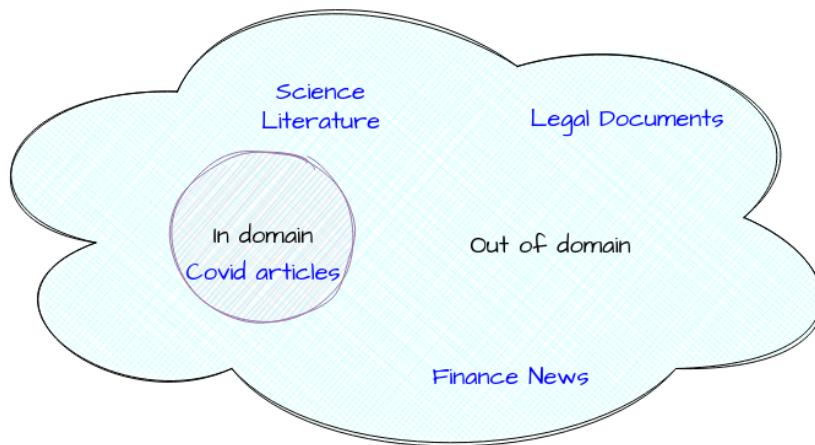 Science
Literature
Legal Documents
In domain
Covid articles
Out of domain
Finance News